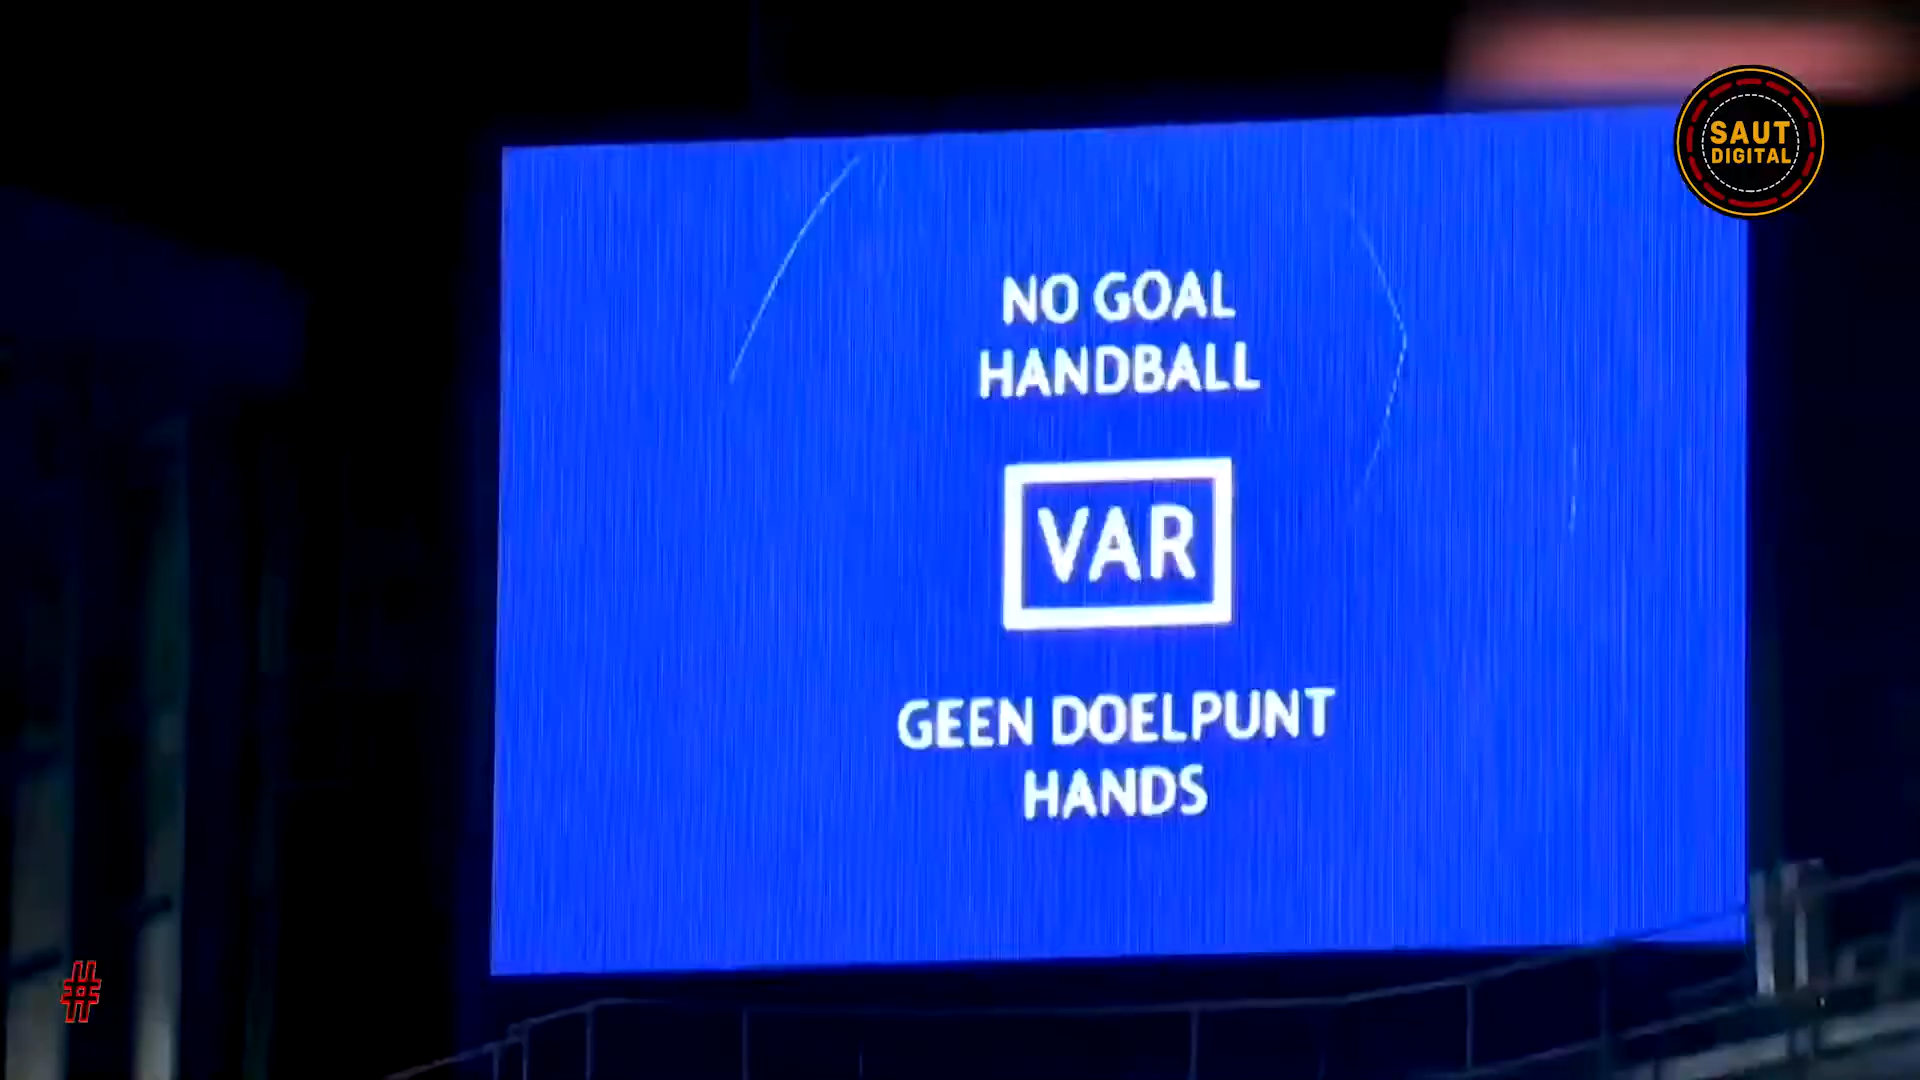 SAUT
DIGITAL
NO GOAL
HANDBALL
VAR
GEEN DOELPUNT
HANDS
#